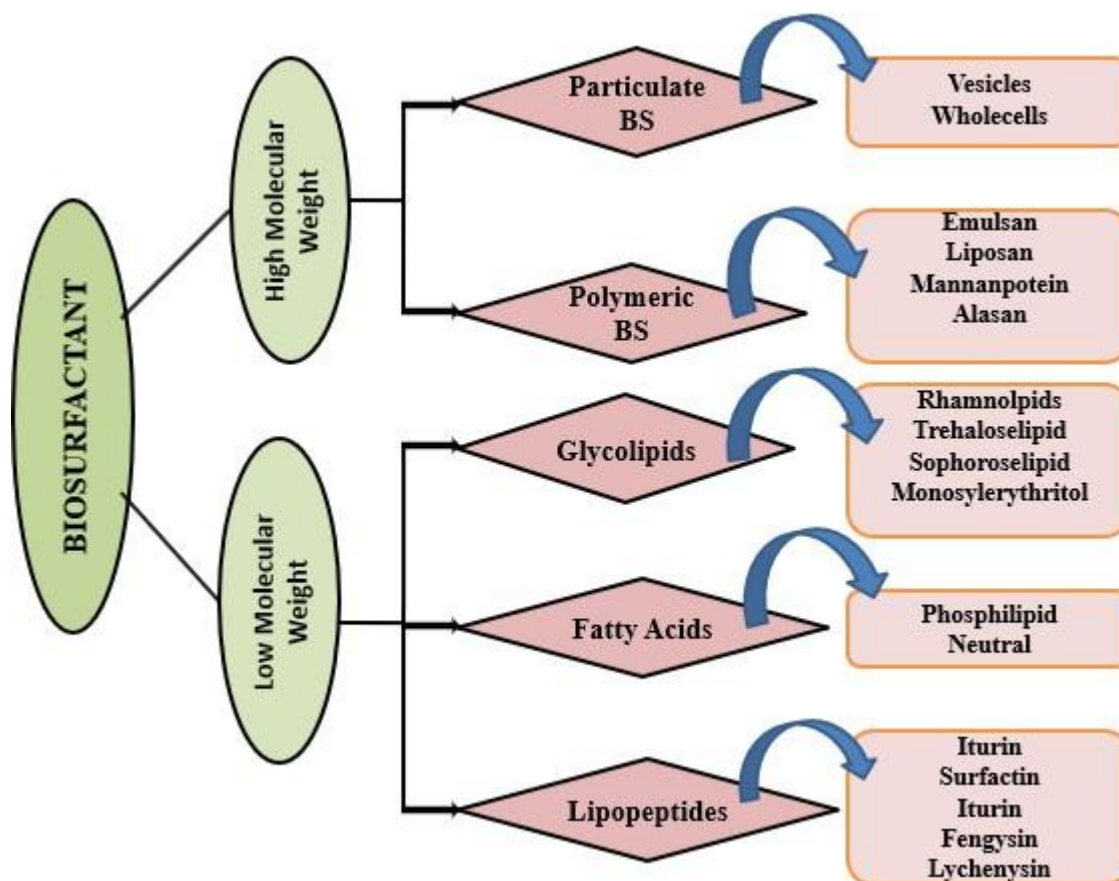 BIOSURFACTANT
High Molecular
Weight
Particulate
BS
Vesicles
Wholecells
Polymeric
BS
Emulsan
Liposan
Mannanpotein
Alasan
Low Molecular
Weight
Glycolipids
Rhamnolpids
Trehaloselipid
Sophoroselipid
Monosylerythritol
Fatty Acids
Phosphilipid
Neutral
Lipopeptides
Iturin
Surfactin
Iturin
Fengysin
Lychenysin